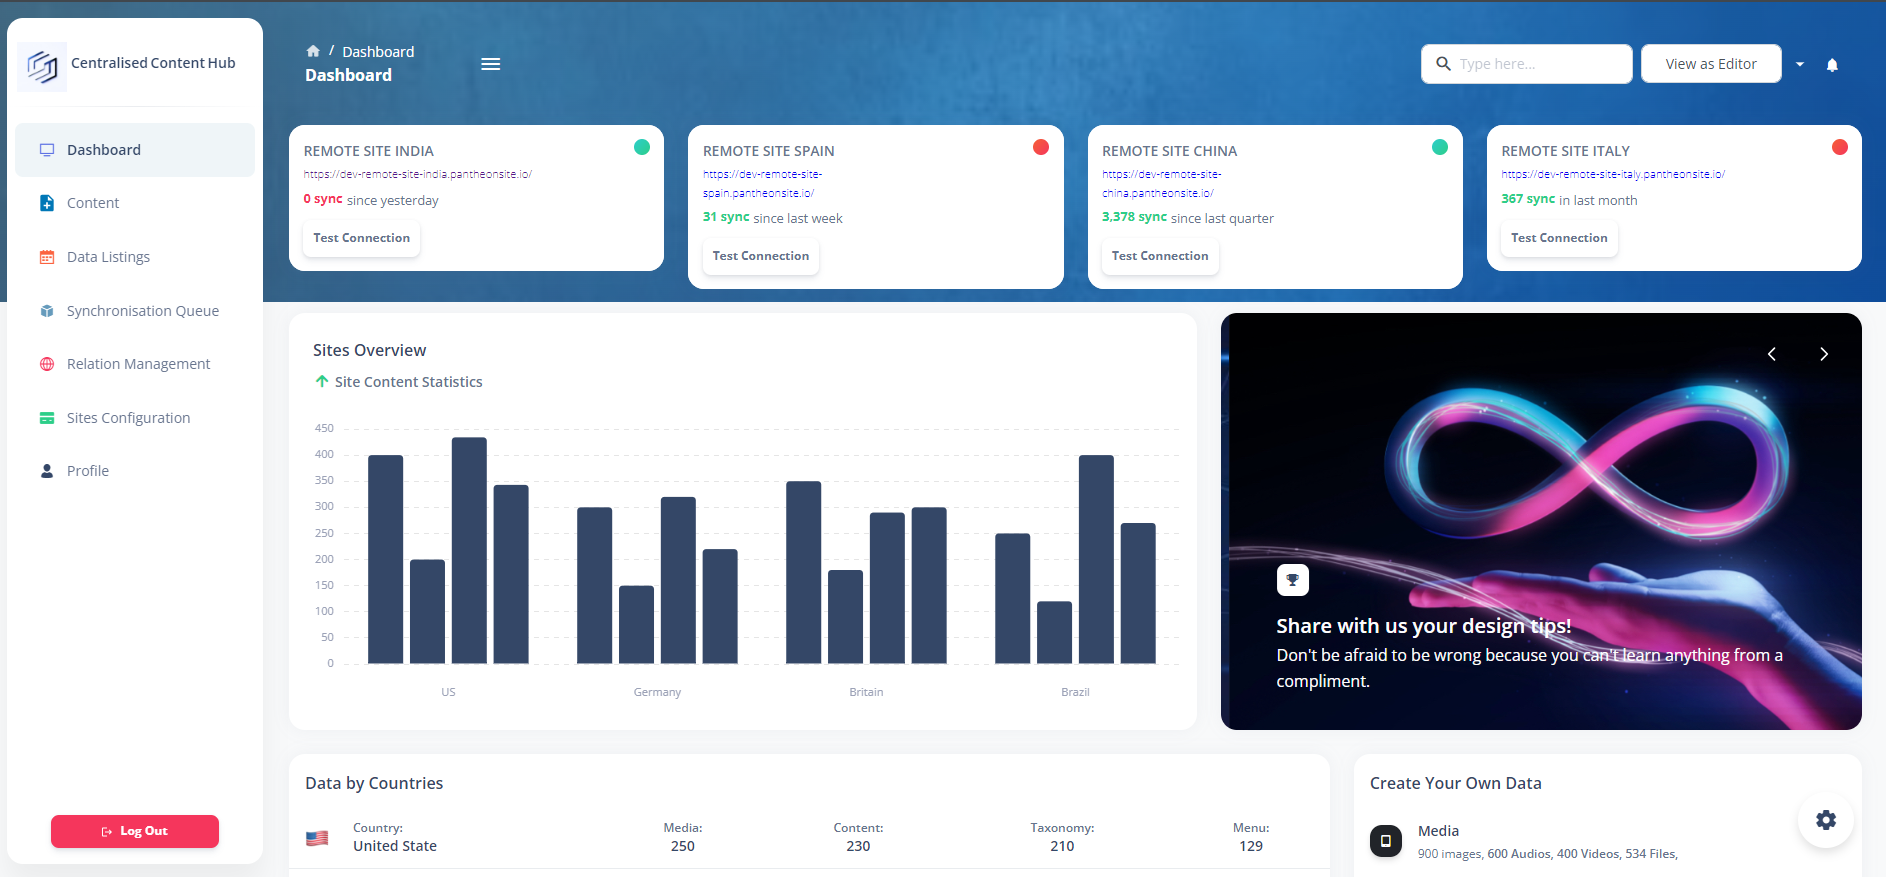 Centralised Content Hub
Dashboard
Content
Data Listings
Synchronisation Queue
Relation Management
Sites Configuration
Profile
Log Out
/ Dashboard
Dashboard
Type here...
View as Editor
REMOTE SITE INDIA
https://dev-remote-site-india.pantheonsite.io/
0 sync since yesterday
Test Connection
REMOTE SITE SPAIN
https://dev-remote-site-
spain.pantheonsite.io/
31 sync since last week
Test Connection
REMOTE SITE CHINA
https://dev-remote-site-
china.pantheonsite.io/
3,378 sync since last quarter
Test Connection
REMOTE SITE ITALY
https://dev-remote-site-italy.pantheonsite.io/
367 sync in last month
Test Connection
Sites Overview
Site Content Statistics
450
400
350
300
250
200
150
100
50
0
US Germany Britain Brazil
Share with us your design tips!
Don't be afraid to be wrong because you can't learn anything from a
compliment.
Data by Countries
Country: Media: Content: Taxonomy: Menu:
United State 250 230 210 129
Create Your Own Data
Media
900 images, 600 Audios, 400 Videos, 534 Files,